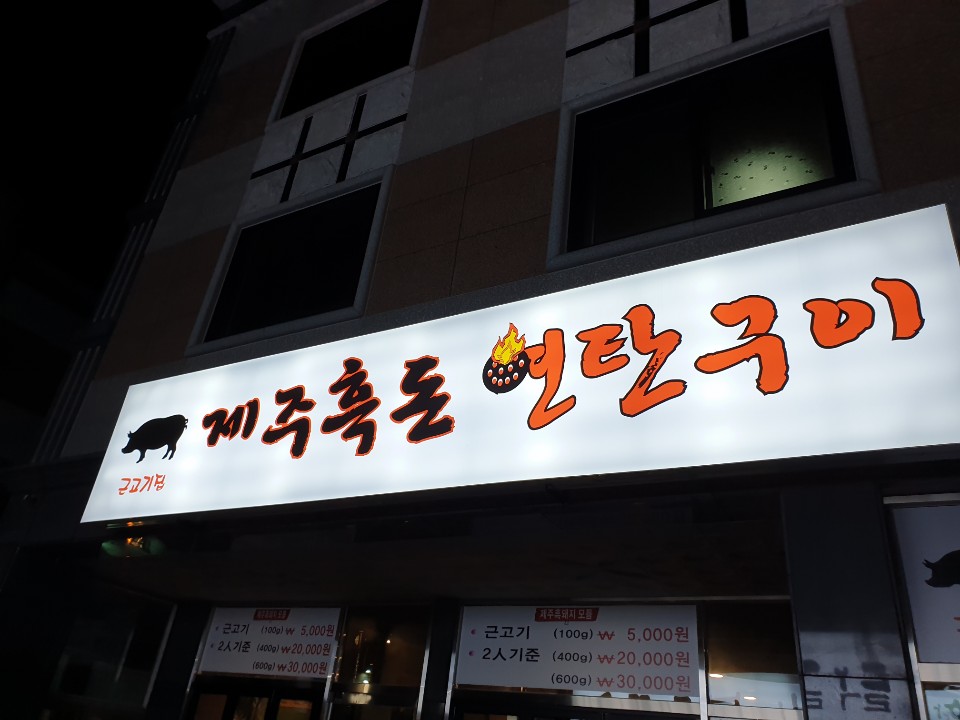 제주흑돈 연탄구이
근고기집
제주흑돼지 모듬
근고기 (100g) ₩ 5,000원
2人기준 (400g) ₩20,000원
(600g) ₩30,000원
제주흑돼지 모듬
근고기 (100g) ₩ 5,000원
2人기준 (400g) ₩20,000원
(600g) ₩30,000원